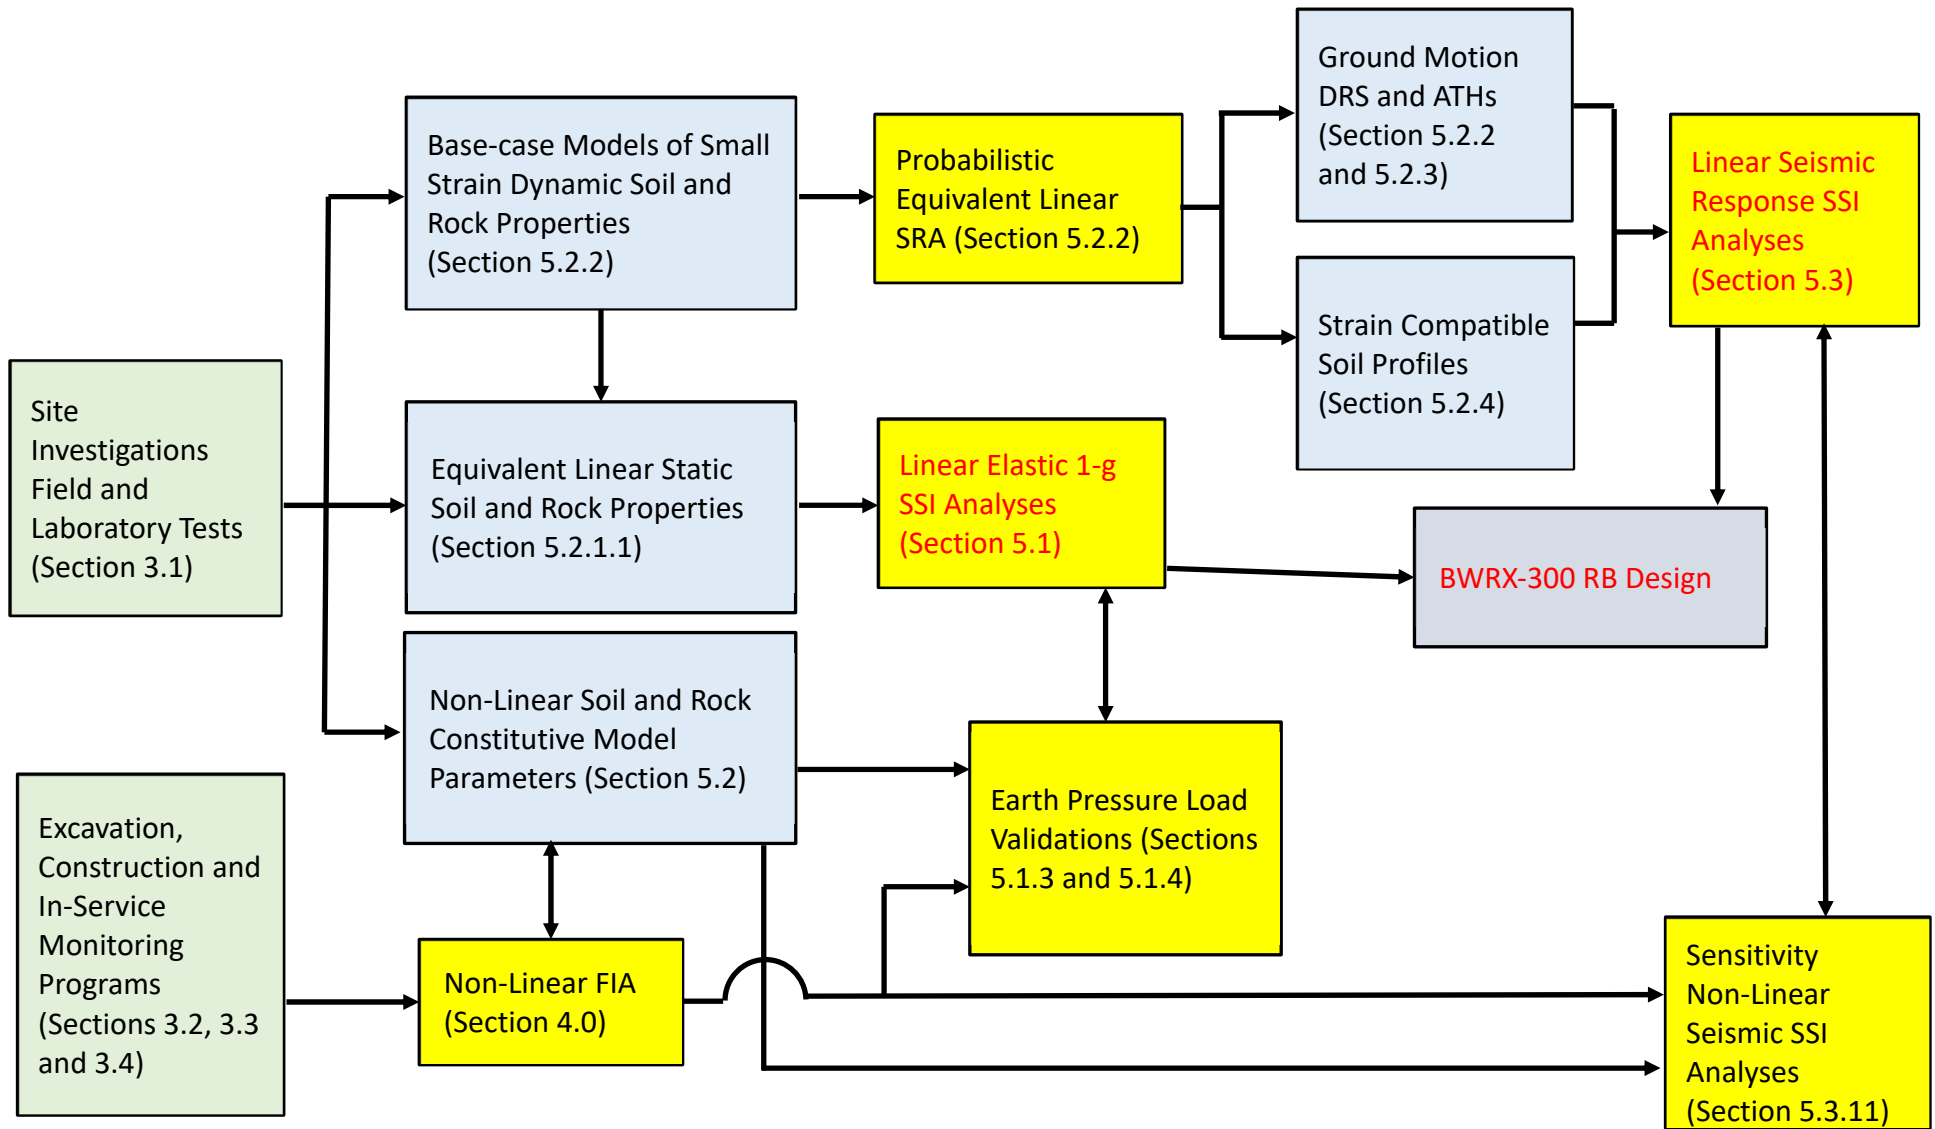 Site
Investigations
Field and
Laboratory Tests
(Section 3.1)
Excavation,
Construction and
In-Service
Monitoring
Programs
(Sections 3.2, 3.3
and 3.4)
Base-case Models of Small
Strain Dynamic Soil and
Rock Properties
(Section 5.2.2)
Equivalent Linear Static
Soil and Rock Properties
(Section 5.2.1.1)
Non-Linear Soil and Rock
Constitutive Model
Parameters (Section 5.2)
Non-Linear FIA
(Section 4.0)
Probabilistic
Equivalent Linear
SRA (Section 5.2.2)
Linear Elastic 1-g
SSI Analyses
(Section 5.1)
Earth Pressure Load
Validations (Sections
5.1.3 and 5.1.4)
Ground Motion
DRS and ATHs
(Section 5.2.2
and 5.2.3)
Strain Compatible
Soil Profiles
(Section 5.2.4)
Linear Seismic
Response SSI
Analyses
(Section 5.3)
BWRX-300 RB Design
Sensitivity
Non-Linear
Seismic SSI
Analyses
(Section 5.3.11)